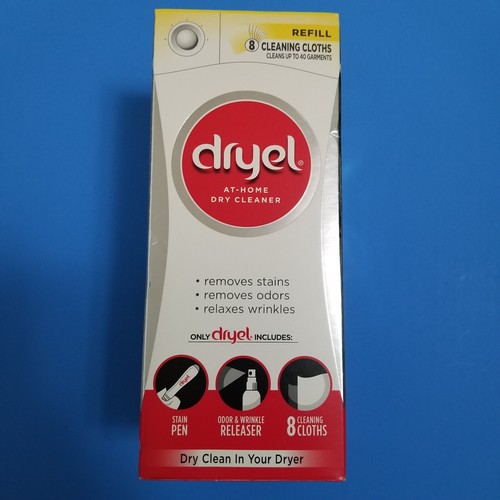 REFILL
8 CLEANING CLOTHS
CLEANS UP TO 40 GARMENTS
dryel®
AT-HOME
DRY CLEANER
• removes stains
• removes odors
• relaxes wrinkles
ONLY dryel® INCLUDES:
dryel
STAIN
PEN
ODOR & WRINKLE
RELEASER
8 CLEANING
CLOTHS
Dry Clean In Your Dryer